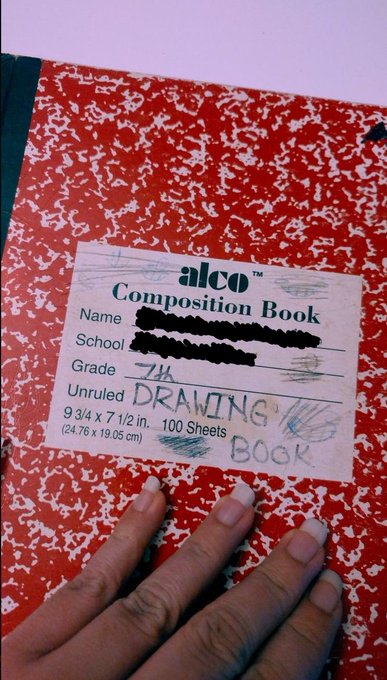 alco™
Composition Book
Name
School
Grade 7th
Unruled DRAWING
9 3/4 x 7 1/2 in. 100 Sheets
(24.76 x 19.05 cm) BOOK